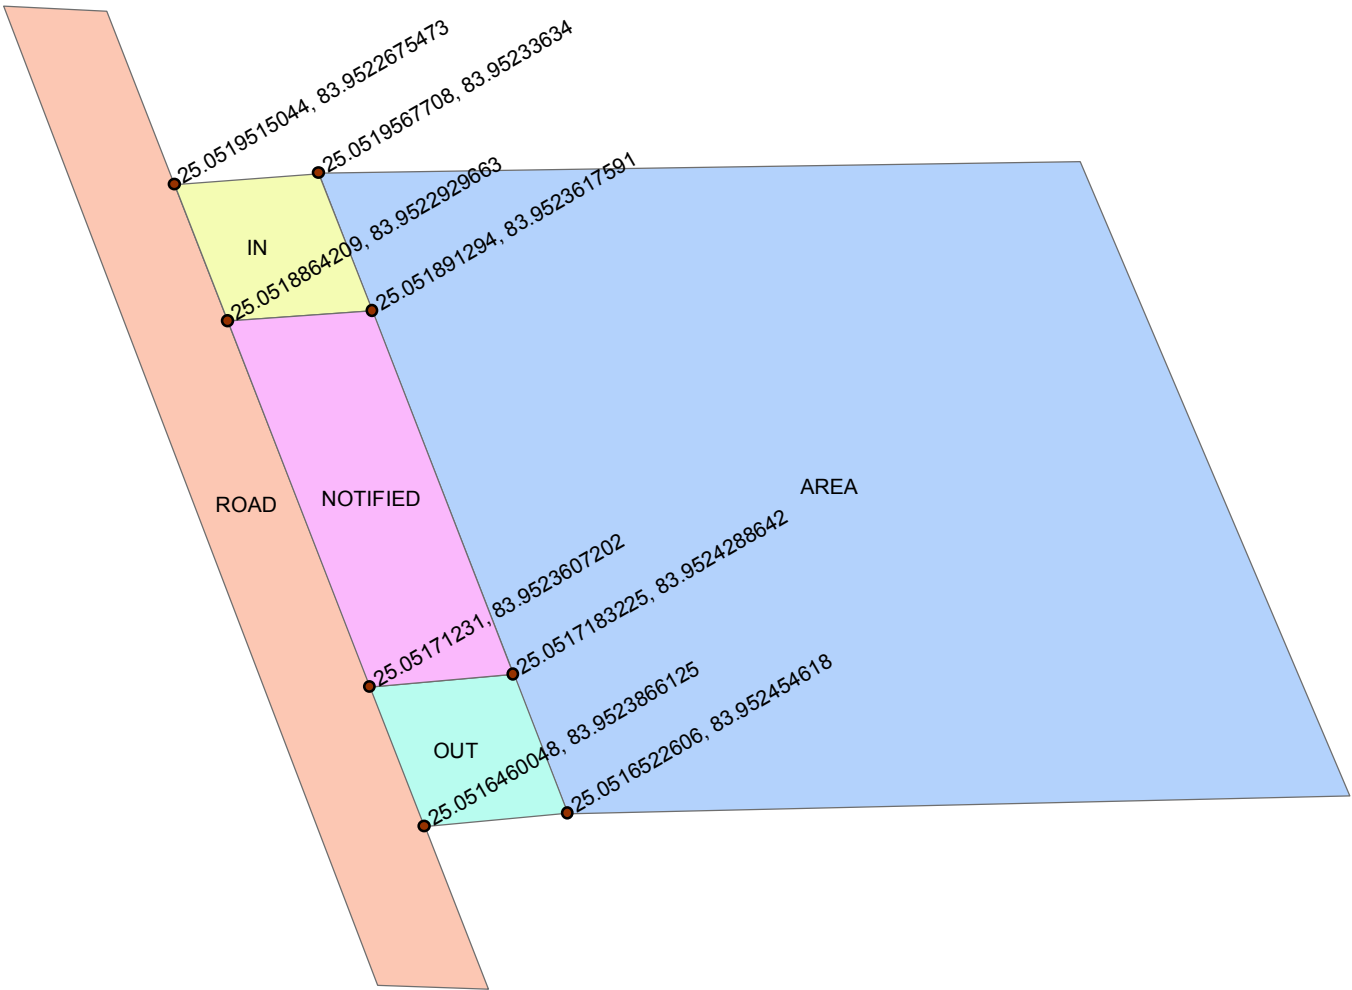 25.0519515044, 83.9522675473
25.0519567708, 83.95233634
IN
25.0518864209, 83.9522929663
25.051891294, 83.9523617591
ROAD
NOTIFIED
AREA
25.05171231, 83.9523607202
25.0517183225, 83.9524288642
OUT
25.0516460048, 83.9523866125
25.0516522606, 83.952454618